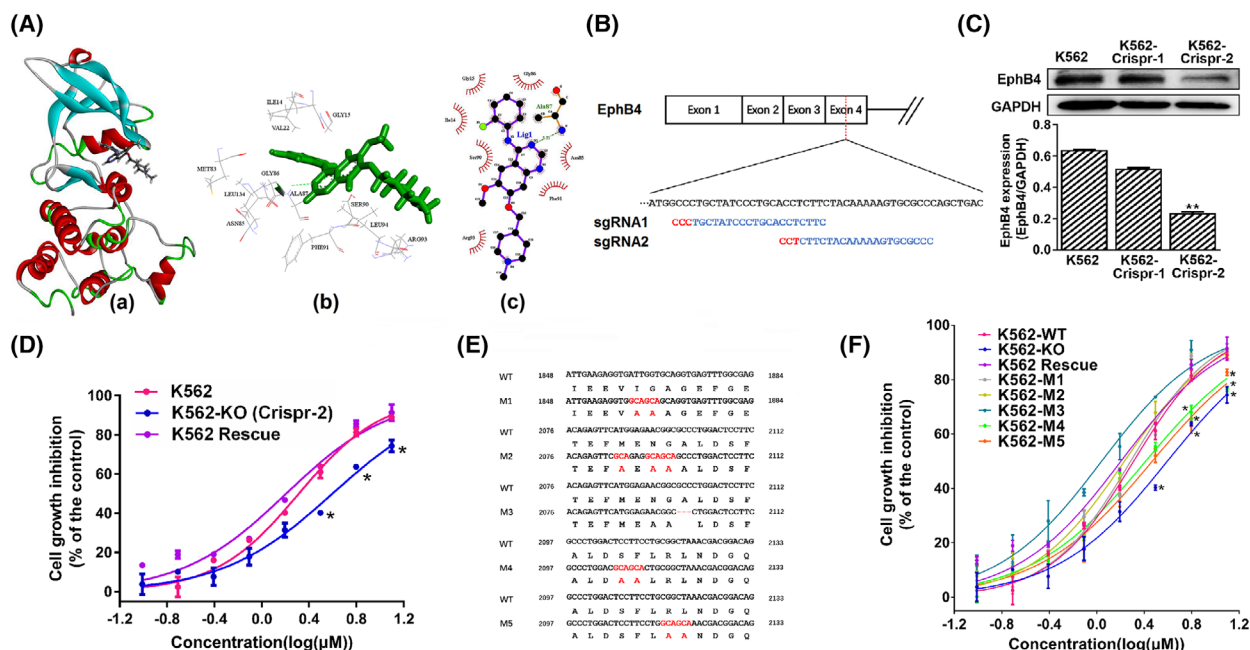 (A)
ILE14
VAL22
GLY15
MET83
GLY86
LEU134
ALA87
ASN85
SER90
LEU94
PHE91
ARG93
(a)
(b)
Gly15
Gly86
Ile14
Ala87
Lig1
Ser90
Asn85
Phe91
Arg93
(c)
(B)
EphB4
Exon 1
Exon 2
Exon 3
Exon 4
···ATGGCCCTGCTATCCCTGCACCTCTTCTACAAAAAGTGCGCCCAGCTGAC
sgRNA1
CCCTGCTATCCCTGCACCTCTTC
sgRNA2
CCTCTTCTACAAAAAGTGCGCCC
(C)
K562
K562-
Crispr-1
K562-
Crispr-2
EphB4
GAPDH
EphB4 expression
(EphB4/GAPDH)
0.8
0.6
0.4
0.2
0.0
**
K562
K562-
Crispr-1
K562-
Crispr-2
(D)
K562
K562-KO (Crispr-2)
K562 Rescue
Cell growth inhibition
(% of the control)
100
80
60
40
20
0
*
*
*
-1.2
-0.8
-0.4
0.0
0.4
0.8
1.2
Concentration(log(μM))
(E)
WT 1848 ATTGAAGAGGTGATTGGTGCAGGTGAGTTTGGCGAG 1884
I E E V I G A G E F G E
M1 1848 ATTGAAGAGGTGGCAGCAGCAGGTGAGTTTGGCGAG 1884
I E E V A A A G E F G E
WT 2076 ACAGAGTTCATGGAGAACGGCGCCCTGGACTCCTTC 2112
T E F M E N G A L D S F
M2 2076 ACAGAGTTCGCAGAGGCAGCAGCCCTGGACTCCTTC 2112
T E F A E A A A L D S F
WT 2076 ACAGAGTTCATGGAGAACGGCGCCCTGGACTCCTTC 2112
T E F M E N G A L D S F
M3 2076 ACAGAGTTCATGGAGAACGGC---CTGGACTCCTTC 2112
T E F M E A A L D S F
WT 2097 GCCCTGGACTCCTTCCTGCGGCTAAACGACGGACAG 2133
A L D S F L R L N D G Q
M4 2097 GCCCTGGACGCAGCACTGCGGCTAAACGACGGACAG 2133
A L D A A L R L N D G Q
WT 2097 GCCCTGGACTCCTTCCTGCGGCTAAACGACGGACAG 2133
A L D S F L R L N D G Q
M5 2097 GCCCTGGACTCCTTCCTGGCAGCAAACGACGGACAG 2133
A L D S F L A A N D G Q
(F)
K562-WT
K562-KO
K562 Rescue
K562-M1
K562-M2
K562-M3
K562-M4
K562-M5
Cell growth inhibition
(% of the control)
100
80
60
40
20
0
*
*
*
*
*
*
*
-1.2
-0.8
-0.4
0.0
0.4
0.8
1.2
Concentration(log(μM))